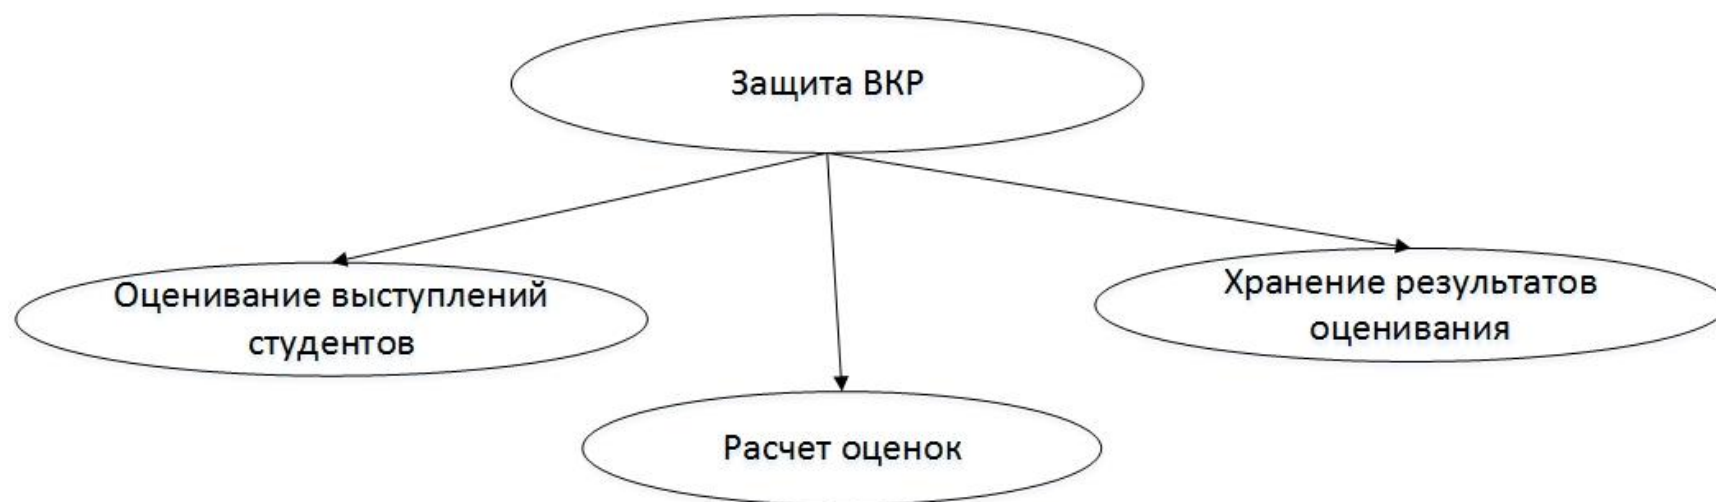 Защита ВКР
Оценивание выступлений
студентов
Хранение результатов
оценивания
Расчет оценок